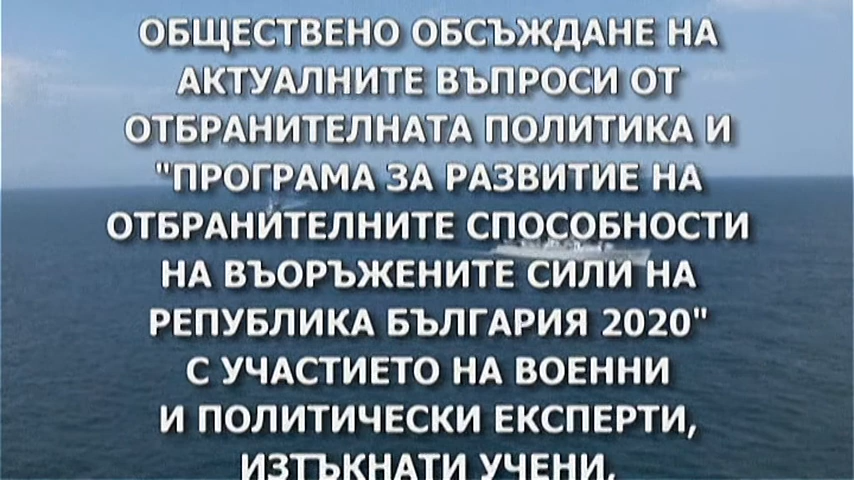 ОБЩЕСТВЕНО ОБСЪЖДАНЕ НА
АКТУАЛНИТЕ ВЪПРОСИ ОТ
ОТБРАНИТЕЛНАТА ПОЛИТИКА И
"ПРОГРАМА ЗА РАЗВИТИЕ НА
ОТБРАНИТЕЛНИТЕ СПОСОБНОСТИ
НА ВЪОРЪЖЕНИТЕ СИЛИ НА
РЕПУБЛИКА БЪЛГАРИЯ 2020"
С УЧАСТИЕТО НА ВОЕННИ
И ПОЛИТИЧЕСКИ ЕКСПЕРТИ,
ИЗТЪКНАТИ УЧЕНИ,